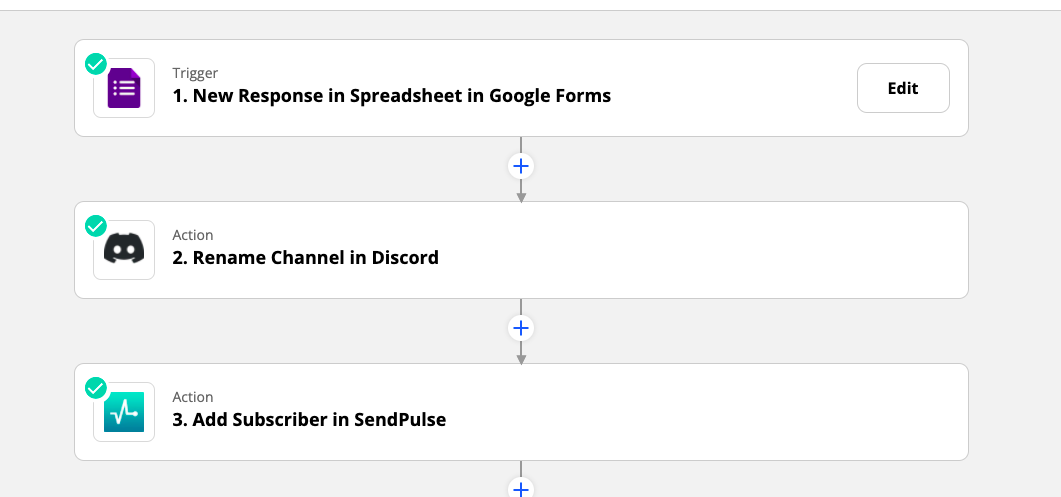 Trigger
1. New Response in Spreadsheet in Google Forms
Edit
Action
2. Rename Channel in Discord
Action
3. Add Subscriber in SendPulse